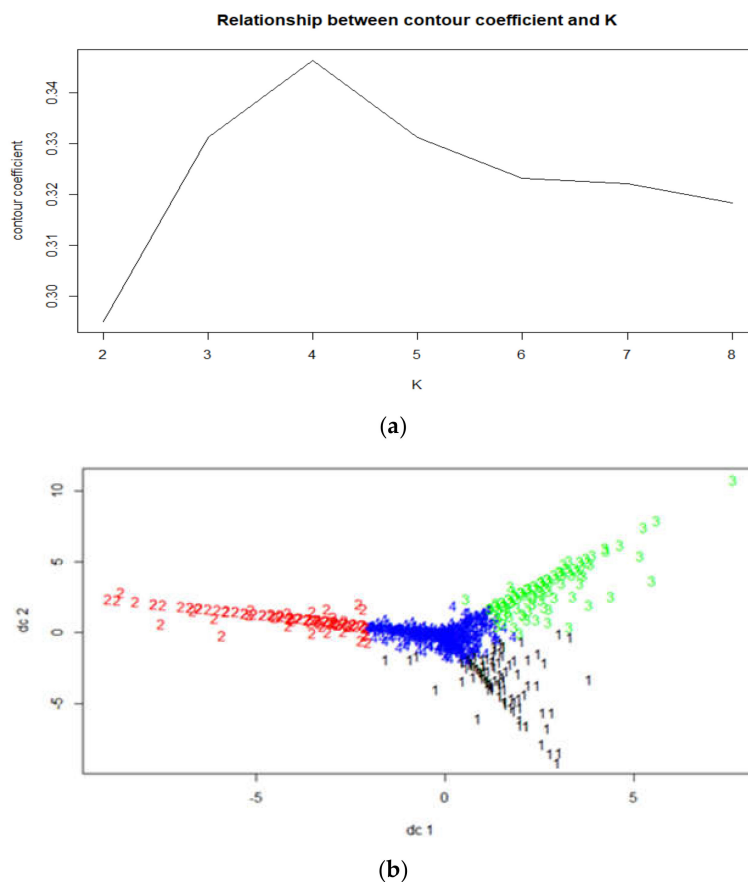 Relationship between contour coefficient and K
contour coefficient
0.34
0.33
0.32
0.31
0.30
2 3 4 5 6 7 8
K
(a)
dc 2
10
5
0
-5
-5 0 5
dc 1
(b)